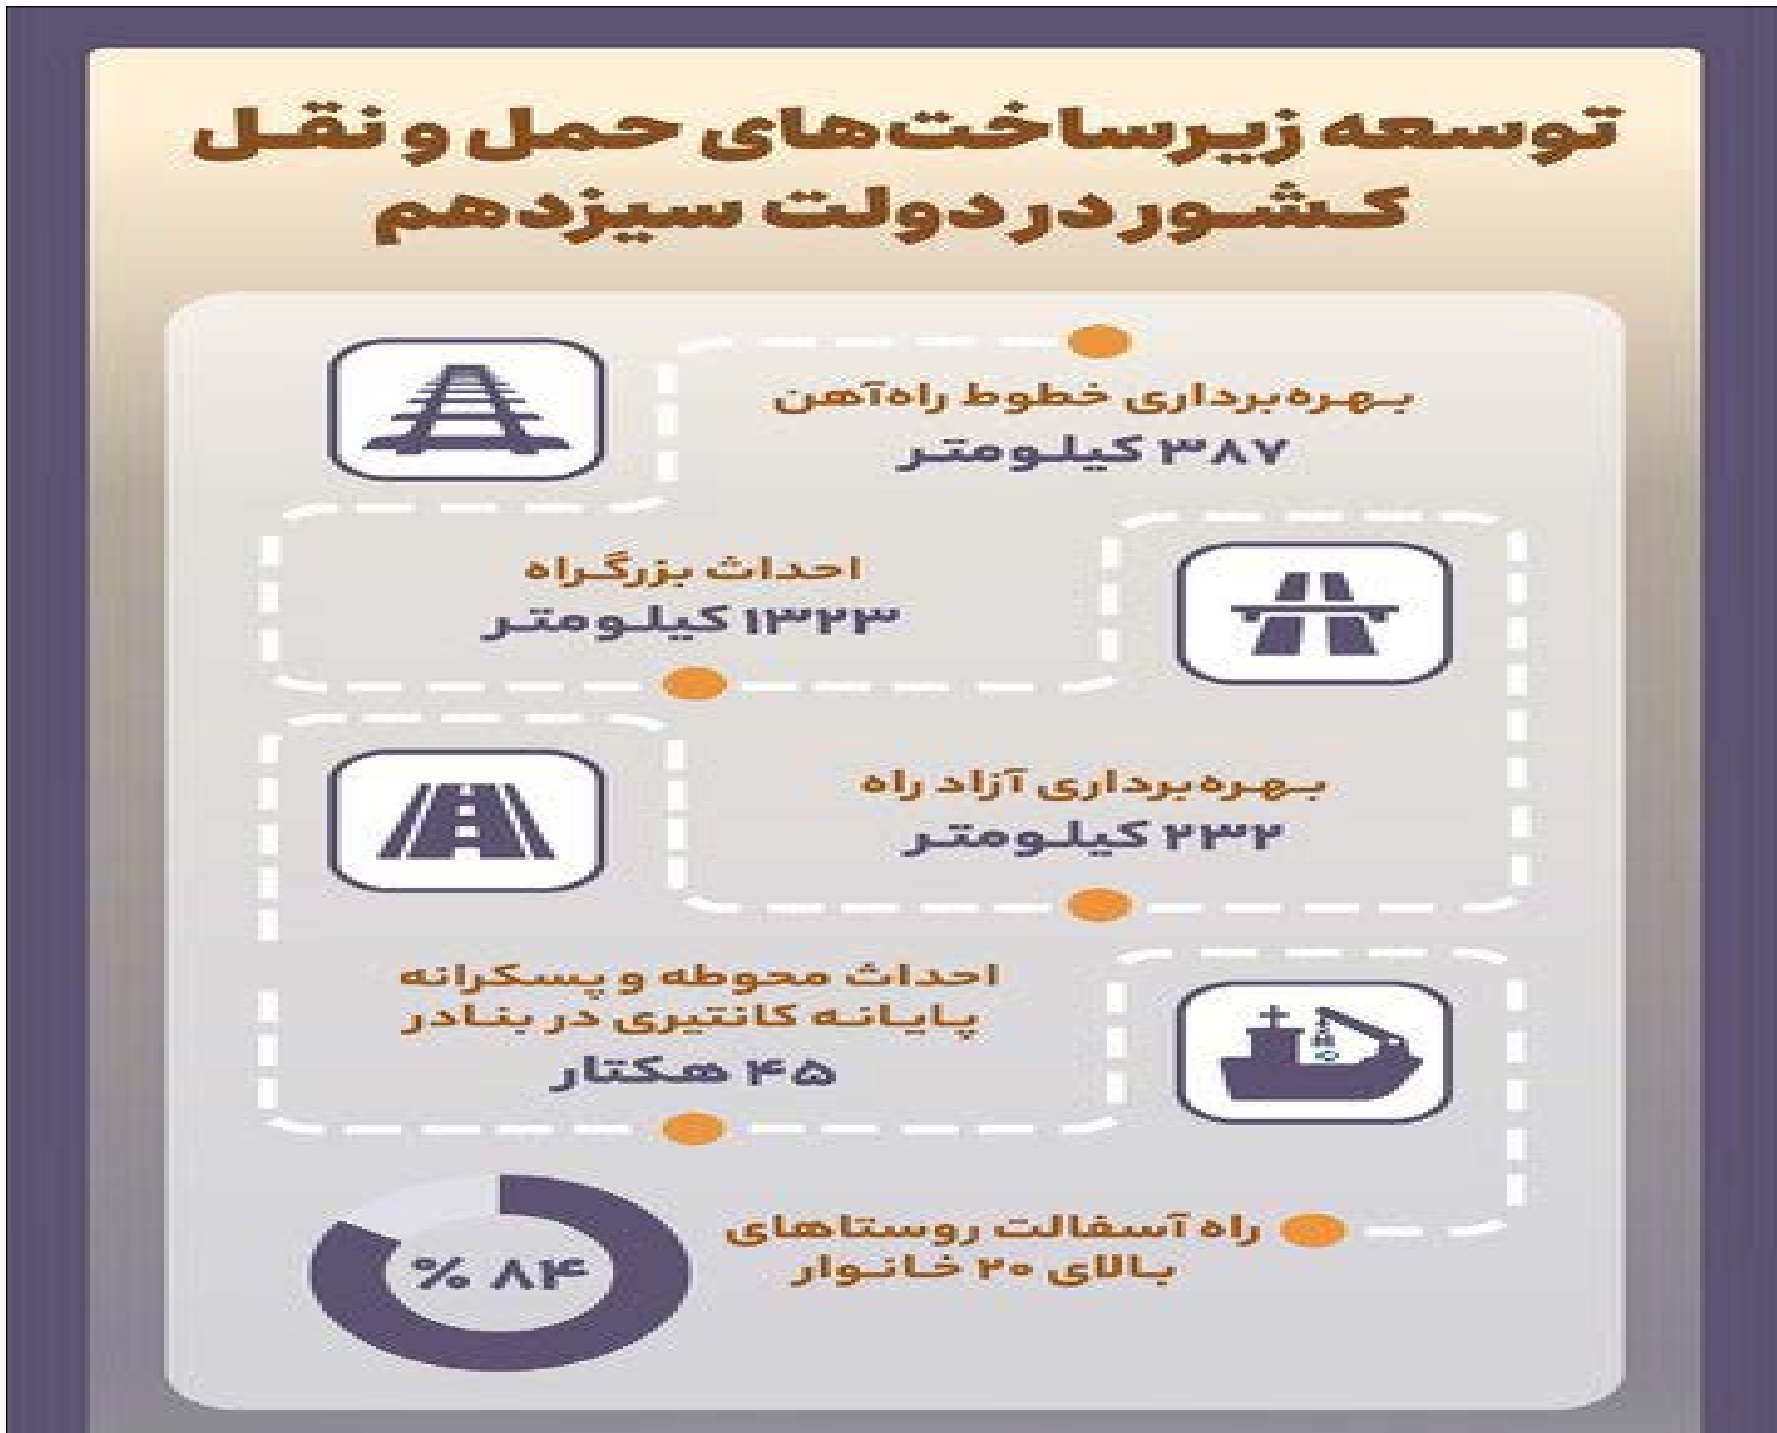 توسعه زیرساخت‌های حمل و نقل
کشور در دولت سیزدهم
بهره‌برداری خطوط راه‌آهن
۳۸۷ کیلومتر
احداث بزرگراه
۱۳۲۳ کیلومتر
بهره‌برداری آزاد راه
۲۳۲ کیلومتر
احداث محوطه و پسکرانه
پایانه کانتیری در بنادر
۴۵ هکتار
راه آسفالت روستاهای
بالای ۲۰ خانوار
۸۴ %